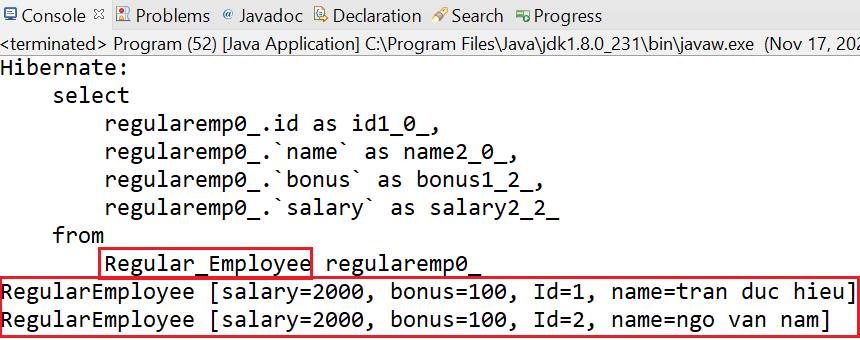 Console Problems @ Javadoc Declaration Search Progress
<terminated> Program (52) [Java Application] C:\Program Files\Java\jdk1.8.0_231\bin\javaw.exe (Nov 17, 202
Hibernate:
    select
        regularemp0_.id as id1_0_,
        regularemp0_.`name` as name2_0_,
        regularemp0_.`bonus` as bonus1_2_,
        regularemp0_.`salary` as salary2_2_
    from
        Regular_Employee regularemp0_
RegularEmployee [salary=2000, bonus=100, Id=1, name=tran duc hieu]
RegularEmployee [salary=2000, bonus=100, Id=2, name=ngo van nam]